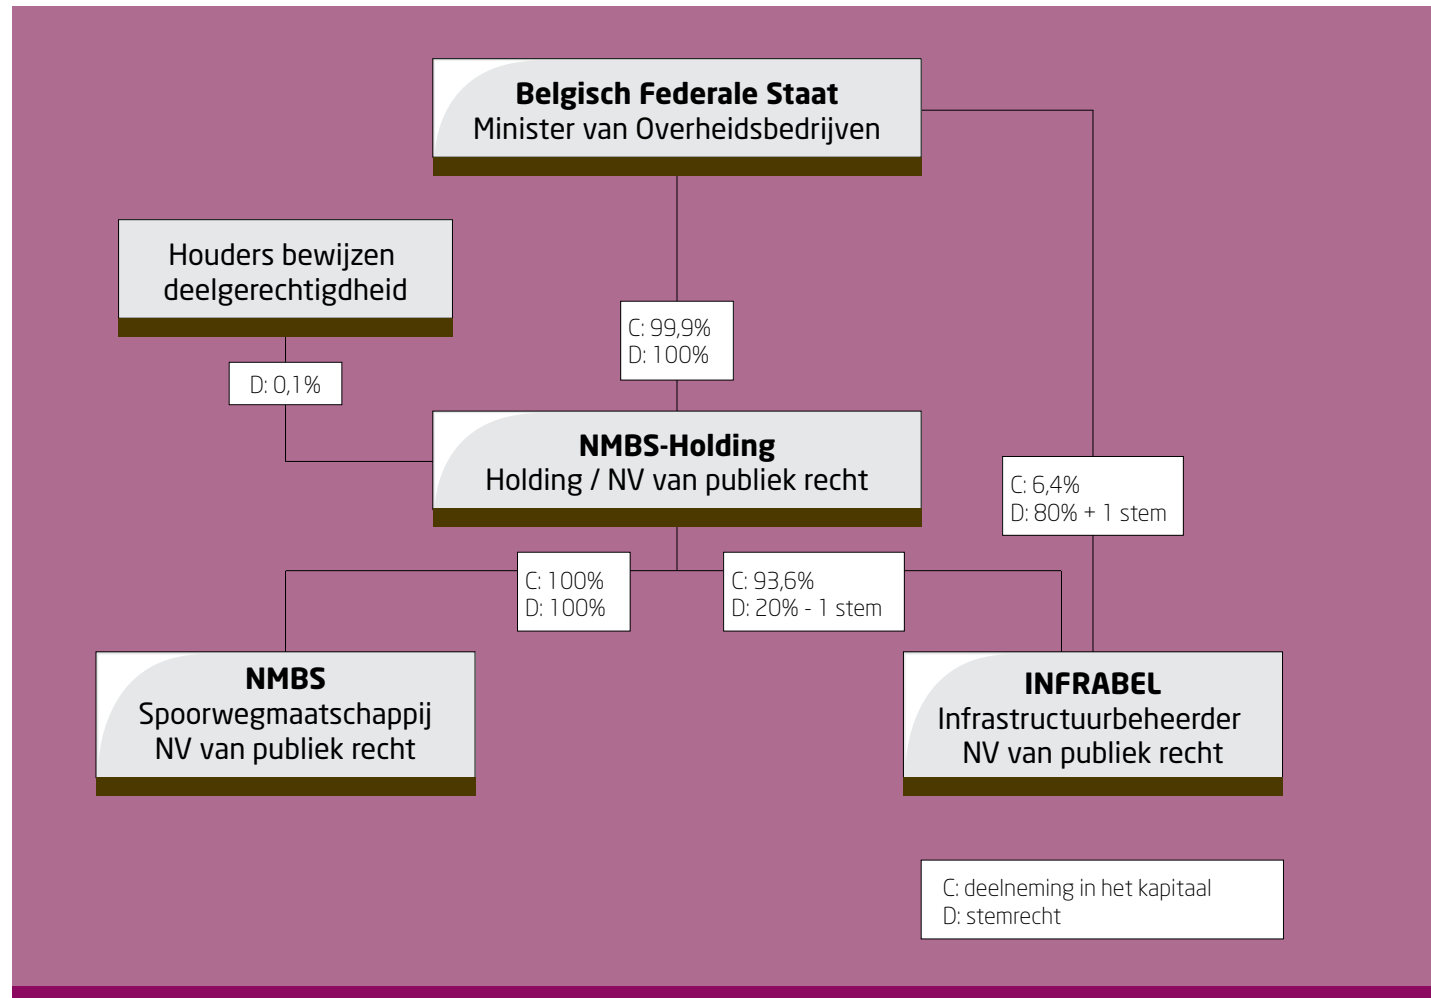 Belgisch Federale Staat
Minister van Overheidsbedrijven
Houders bewijzen
deelgerechtigdheid
C: 99,9%
D: 100%
D: 0,1%
NMBS-Holding
Holding / NV van publiek recht
C: 6,4%
D: 80% + 1 stem
C: 100%
D: 100%
C: 93,6%
D: 20% - 1 stem
NMBS
Spoorwegmaatschappij
NV van publiek recht
INFRABEL
Infrastructuurbeheerder
NV van publiek recht
C: deelneming in het kapitaal
D: stemrecht